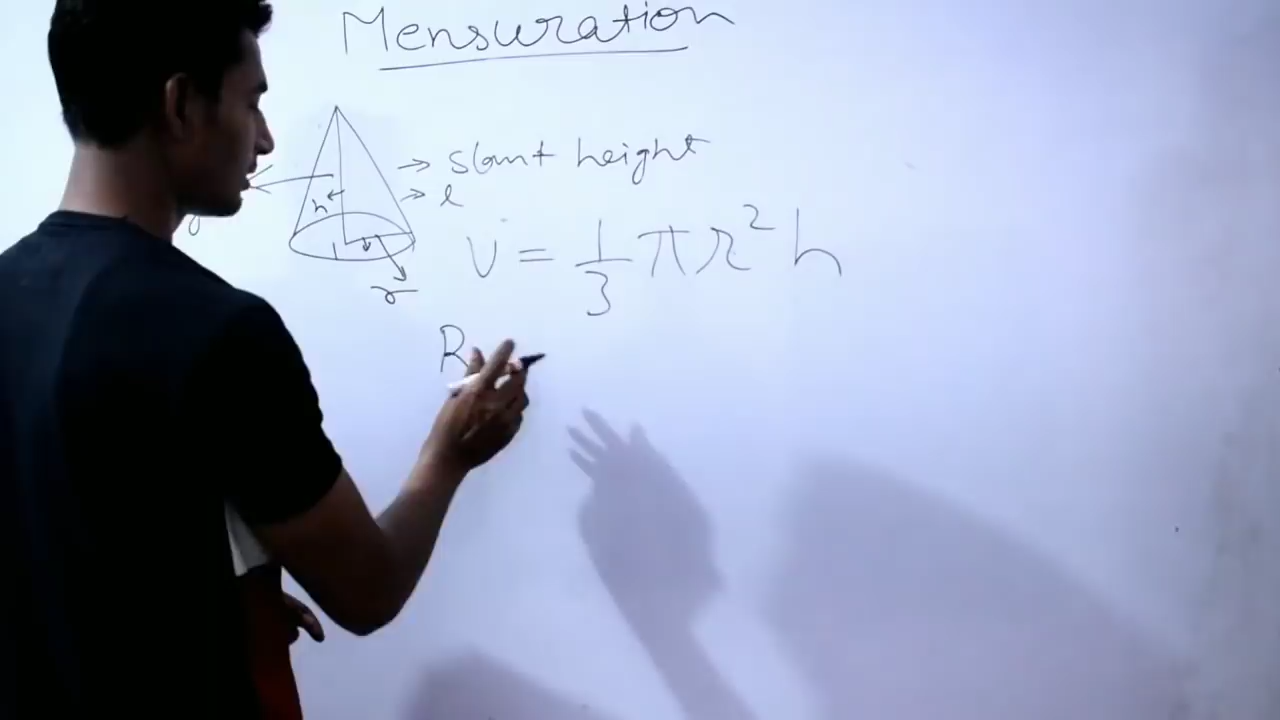 Mensuration
→ slant height
h → l
V = 1/3 πr² h
r
R